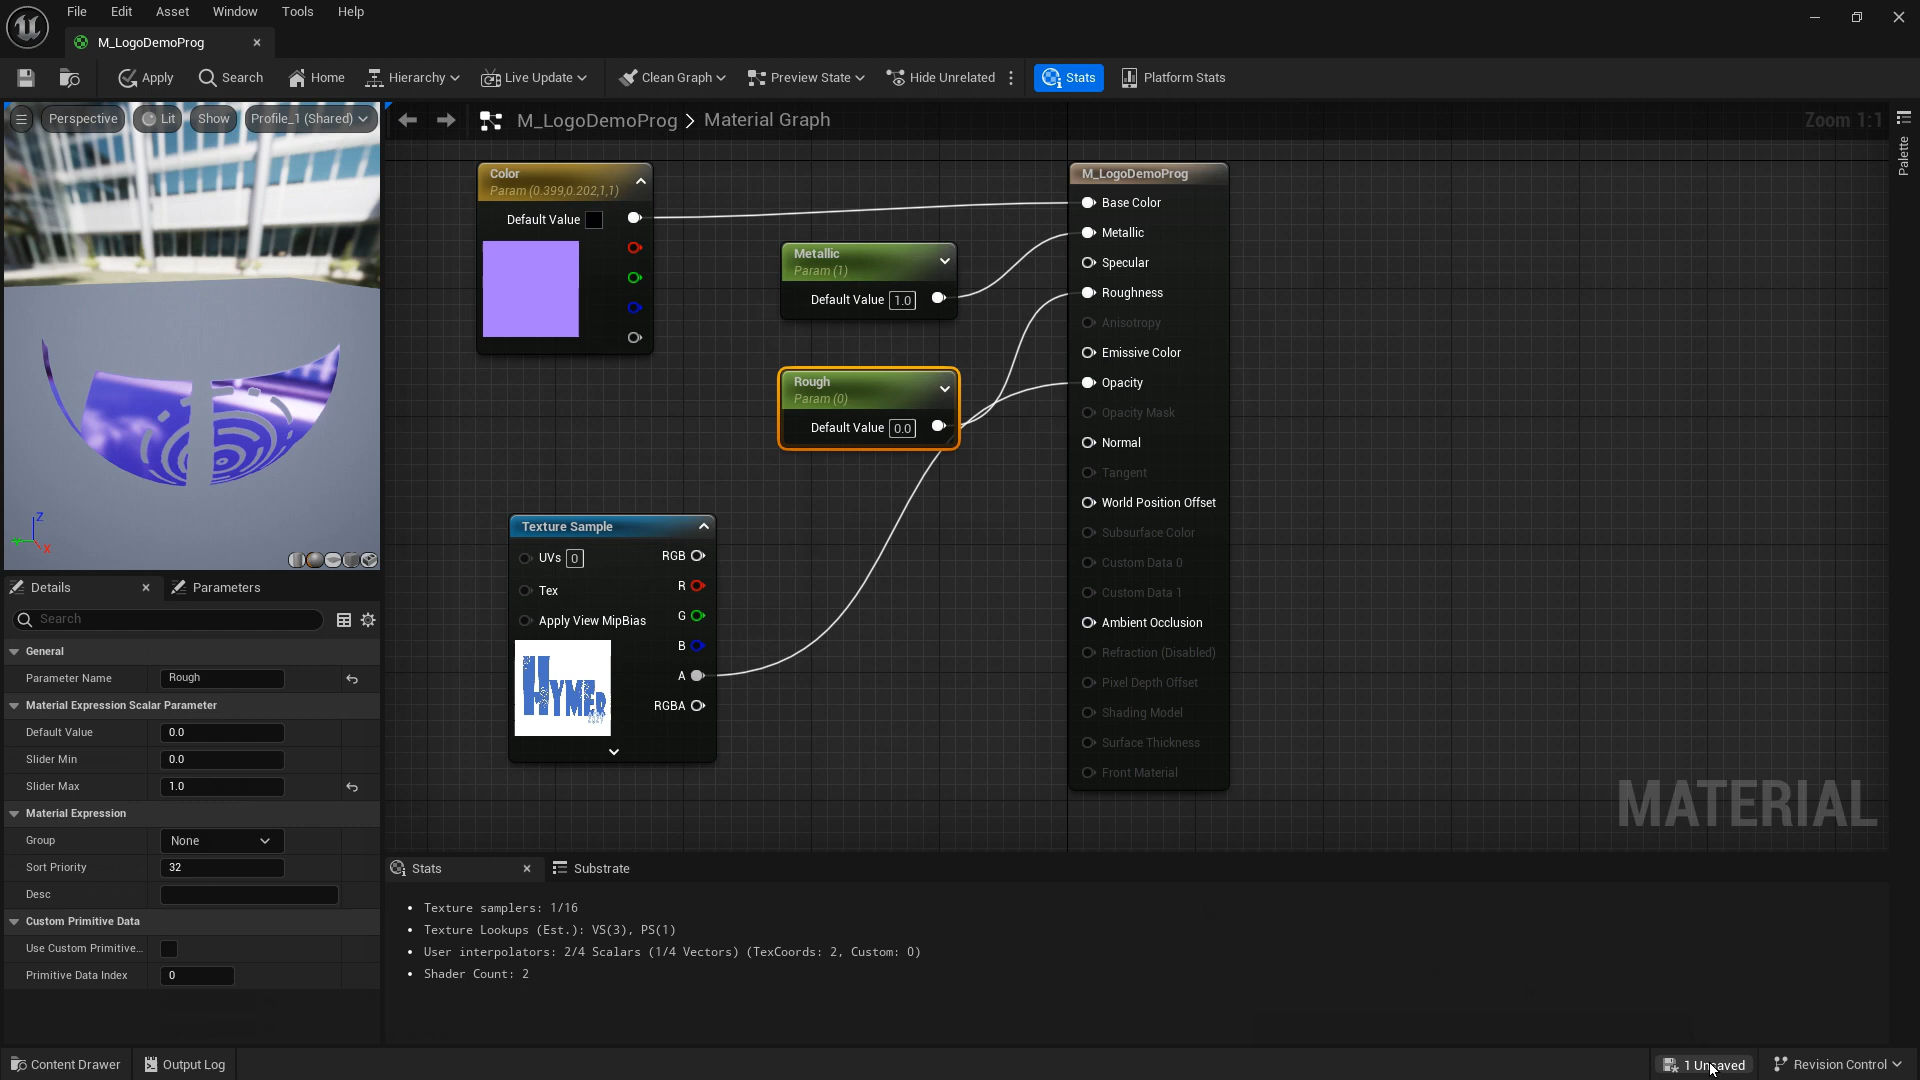 File Edit Asset Window Tools Help
M_LogoDemoProg
Apply Search Home Hierarchy Live Update Clean Graph Preview State Hide Unrelated Stats Platform Stats
Perspective Lit Show Profile_1 (Shared)
M_LogoDemoProg > Material Graph
Zoom 1:1
Palette
Color
Param (0.399,0.202,1,1)
Default Value
Metallic
Param (1)
Default Value 1.0
Rough
Param (0)
Default Value 0.0
Texture Sample
UVs 0
Tex
Apply View MipBias
RGB
R
G
B
A
RGBA
HYMER
M_LogoDemoProg
Base Color
Metallic
Specular
Roughness
Anisotropy
Emissive Color
Opacity
Opacity Mask
Normal
Tangent
World Position Offset
Subsurface Color
Custom Data 0
Custom Data 1
Ambient Occlusion
Refraction (Disabled)
Pixel Depth Offset
Shading Model
Surface Thickness
Front Material
MATERIAL
Z
X
Details Parameters
Search
General
Parameter Name Rough
Material Expression Scalar Parameter
Default Value 0.0
Slider Min 0.0
Slider Max 1.0
Material Expression
Group None
Sort Priority 32
Desc
Custom Primitive Data
Use Custom Primitive...
Primitive Data Index 0
Stats Substrate
• Texture samplers: 1/16
• Texture Lookups (Est.): VS(3), PS(1)
• User interpolators: 2/4 Scalars (1/4 Vectors) (TexCoords: 2, Custom: 0)
• Shader Count: 2
Content Drawer Output Log
1 Unsaved Revision Control